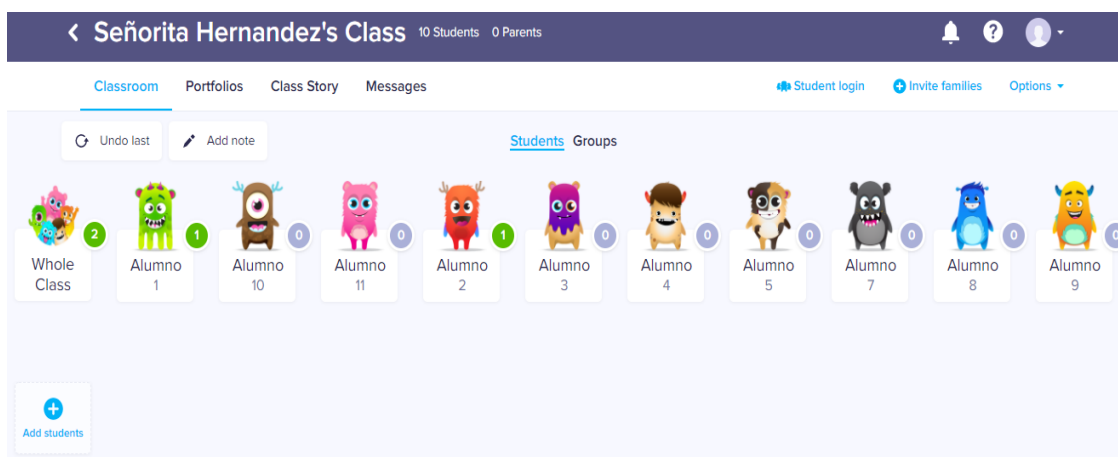 Señorita Hernandez's Class 10 Students 0 Parents
?
Classroom Portfolios Class Story Messages Student login Invite families Options
Undo last Add note Students Groups
2 1 0 0 1 0 0 0 0 0 0
Whole Class
Alumno 1
Alumno 10
Alumno 11
Alumno 2
Alumno 3
Alumno 4
Alumno 5
Alumno 7
Alumno 8
Alumno 9
Add students